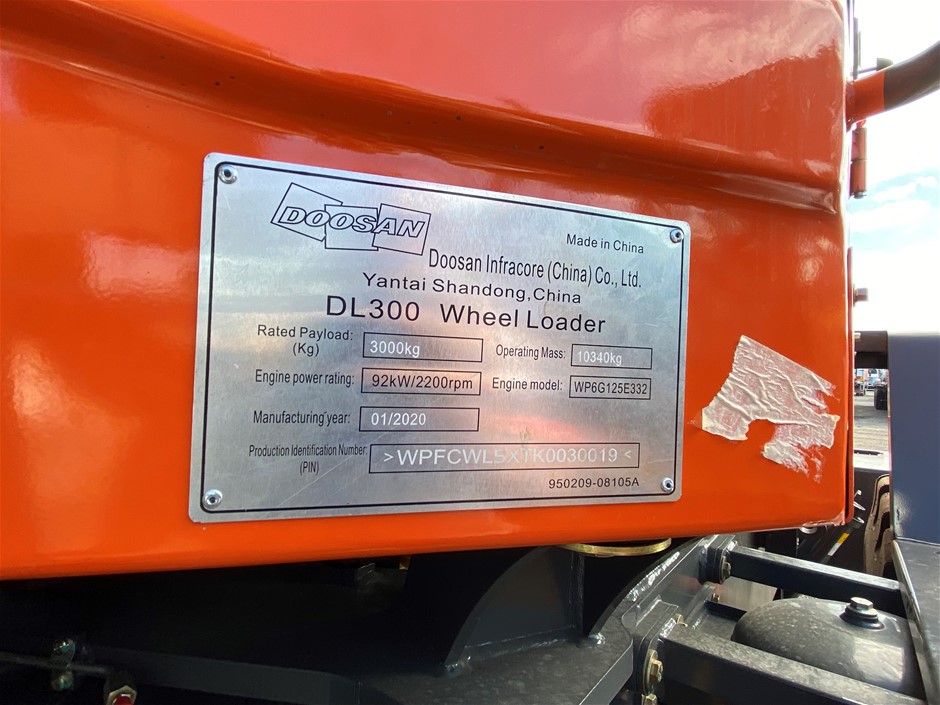 DOOSAN
Made in China
Doosan Infracore (China) Co., Ltd.
Yantai Shandong,China
DL300 Wheel Loader
Rated Payload: (Kg) 3000kg Operating Mass: 10340kg
Engine power rating: 92kW/2200rpm Engine model: WP6G125E332
Manufacturing year: 01/2020
Production Identification Number: (PIN) >WPFCWL5XTK0030019<
950209-08105A